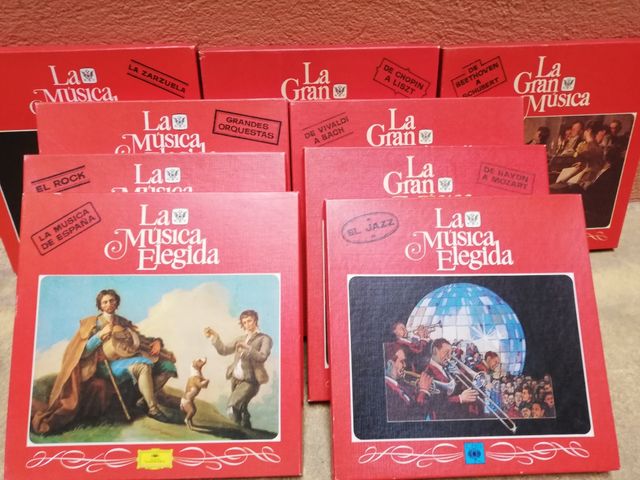 La
Música
LA ZARZUELA
La
Gran
DE CHOPIN
A LISZT
DE
BEETHOVEN A
SCHUBERT
La
Gran
Música
La
Música
GRANDES
ORQUESTAS
DE VIVALDI
A BACH
La
Gran
EL ROCK
La
Música
La
Gran
DE HAYDN
A MOZART
LA MUSICA
DE ESPAÑA
La
Música
Elegida
EL JAZZ
La
Música
Elegida